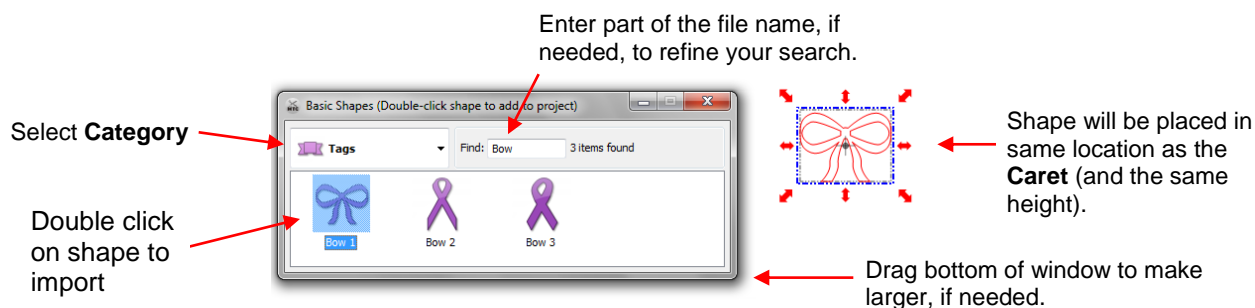 Enter part of the file name, if
needed, to refine your search.
Basic Shapes (Double-click shape to add to project)
Select Category
Tags
Find:
Bow
3 items found
Shape will be placed in
same location as the
Caret (and the same
height).
Double click
on shape to
import
Bow 1
Bow 2
Bow 3
Drag bottom of window to make
larger, if needed.